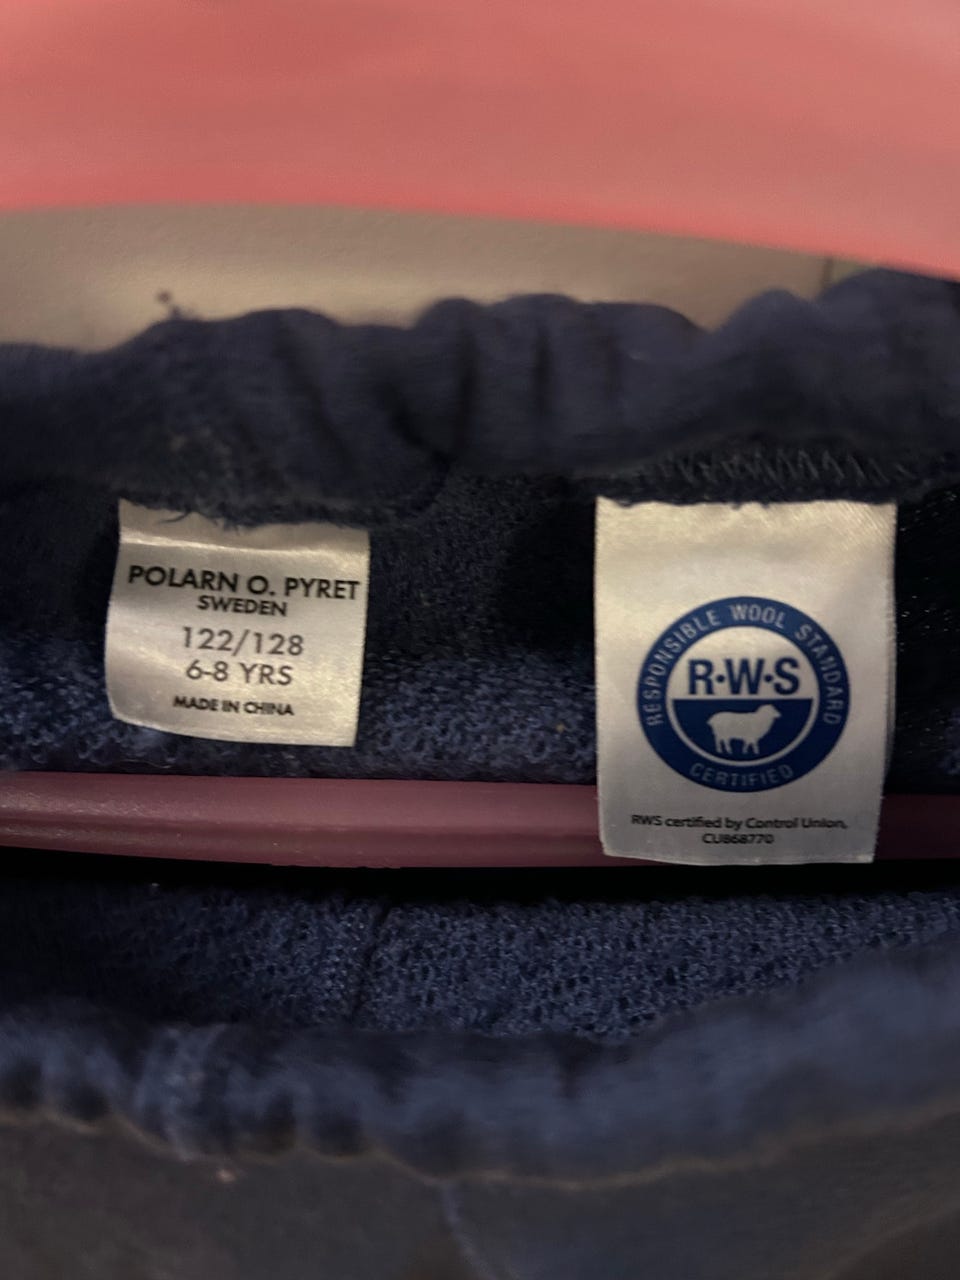 POLARN O. PYRET
SWEDEN
122/128
6-8 YRS
MADE IN CHINA
RESPONSIBLE WOOL STANDARD
R·W·S
CERTIFIED
RWS certified by Control Union,
CU868770